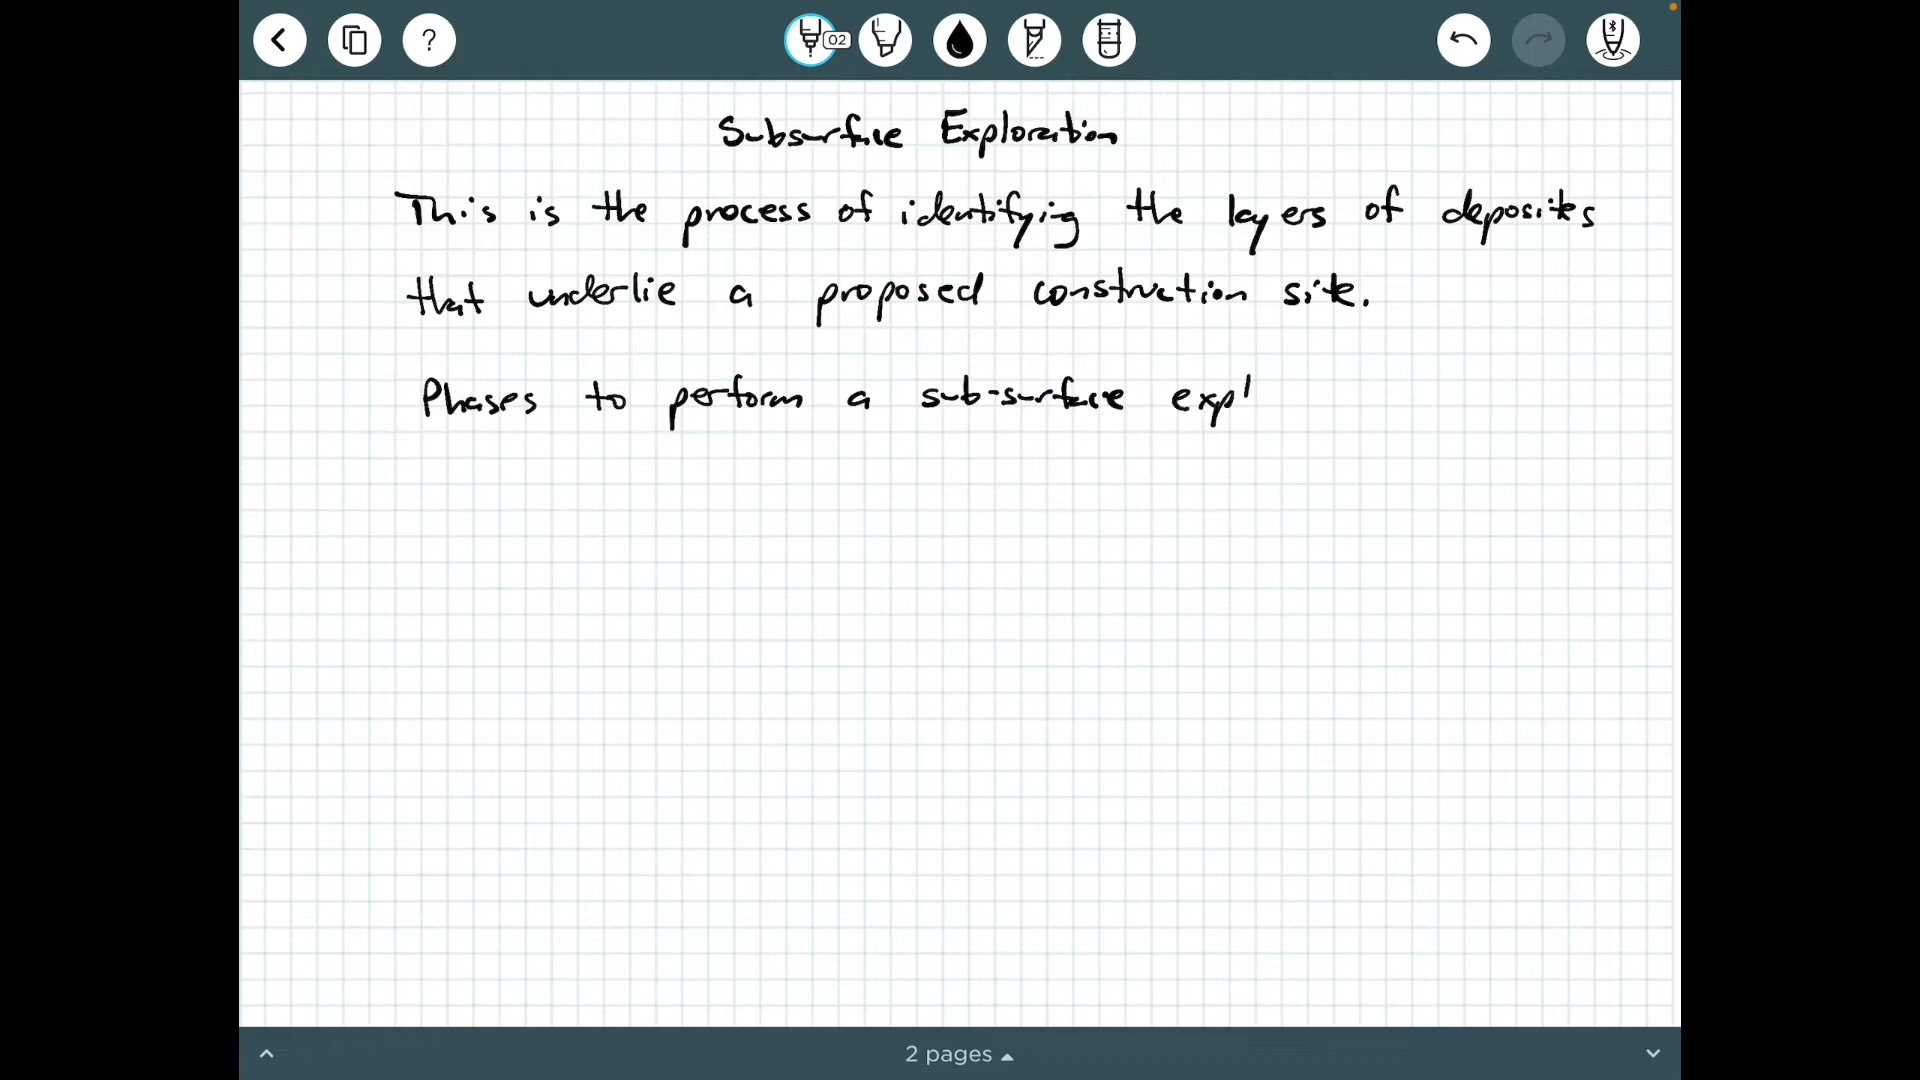 ?
02
Subsurface Exploration
This is the process of identifying the layers of deposits
that underlie a proposed construction site.
Phases to perform a sub-surface expl
2 pages